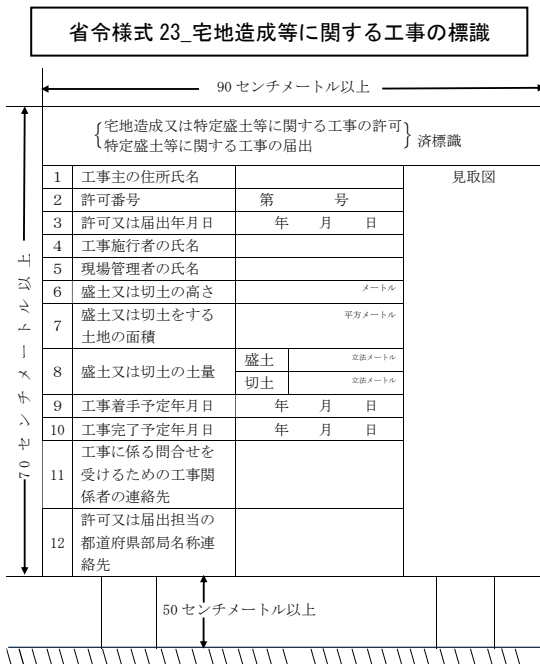 省令様式 23_宅地造成等に関する工事の標識
90 センチメートル以上
宅地造成又は特定盛土等に関する工事の許可
特定盛土等に関する工事の届出
済標識
見取図
1 工事主の住所氏名
2 許可番号 第 号
3 許可又は届出年月日 年 月 日
4 工事施行者の氏名
5 現場管理者の氏名
6 盛土又は切土の高さ メートル
7 盛土又は切土をする
土地の面積
平方メートル
8 盛土又は切土の土量
盛土 立法メートル
切土 立法メートル
9 工事着手予定年月日 年 月 日
10 工事完了予定年月日 年 月 日
11 工事に係る問合せを
受けるための工事関
係者の連絡先
12 許可又は届出担当の
都道府県部局名称連
絡先
70 センチメートル以上
50 センチメートル以上